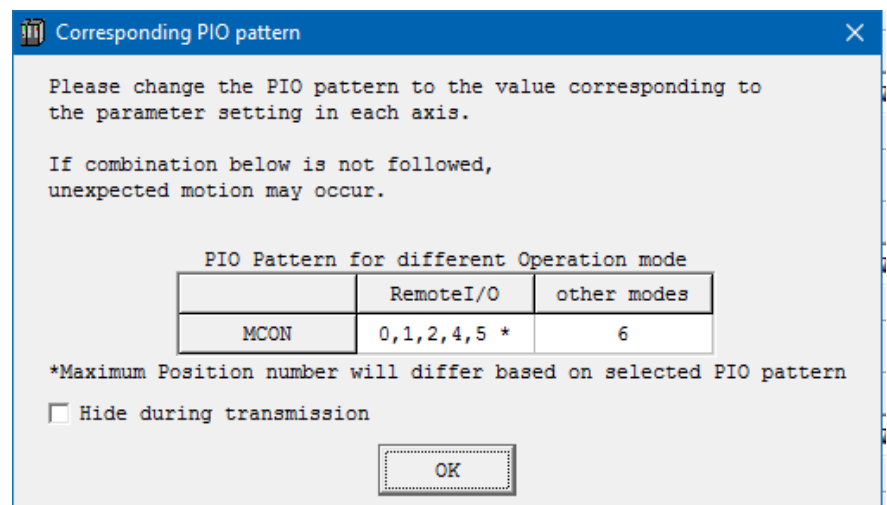 Corresponding PIO pattern
Please change the PIO pattern to the value corresponding to
the parameter setting in each axis.
If combination below is not followed,
unexpected motion may occur.
PIO Pattern for different Operation mode
RemoteI/O other modes
MCON 0,1,2,4,5 * 6
*Maximum Position number will differ based on selected PIO pattern
Hide during transmission
OK